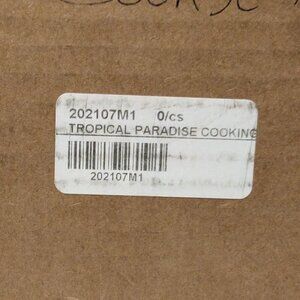 202107M1 0/cs
TROPICAL PARADISE COOKING
202107M1